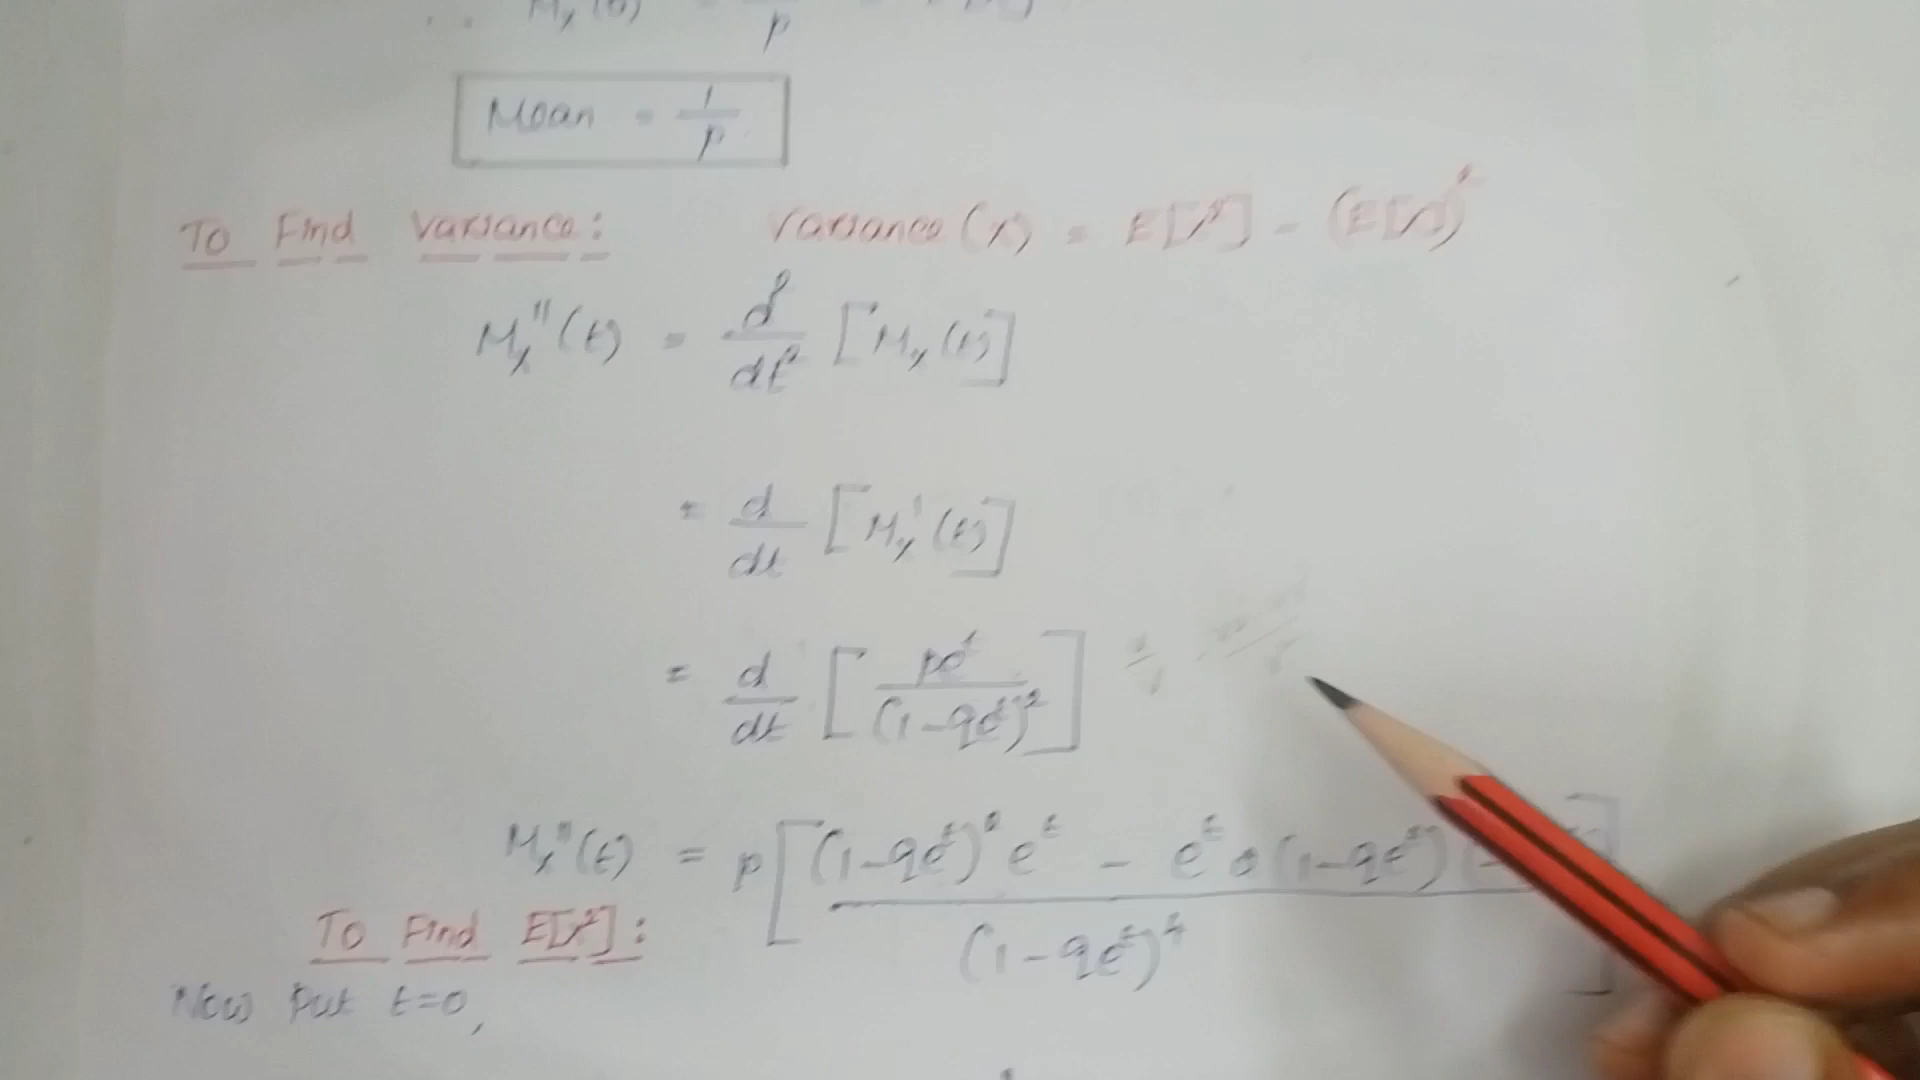 Mean = 1/p
To Find Variance: Variance (x) = E[x²] - (E[x])²
Mₓ''(t) = d²/dt² [Mₓ(t)]
= d/dt [Mₓ'(t)]
= d/dt [pe^t/(1-qe^t)²]
Mₓ''(t) = p[(1-qe^t)² e^t - e^t 2(1-qe^t)(-
(1-qe^t)⁴
To Find E[x²]:
Now Put t=0,